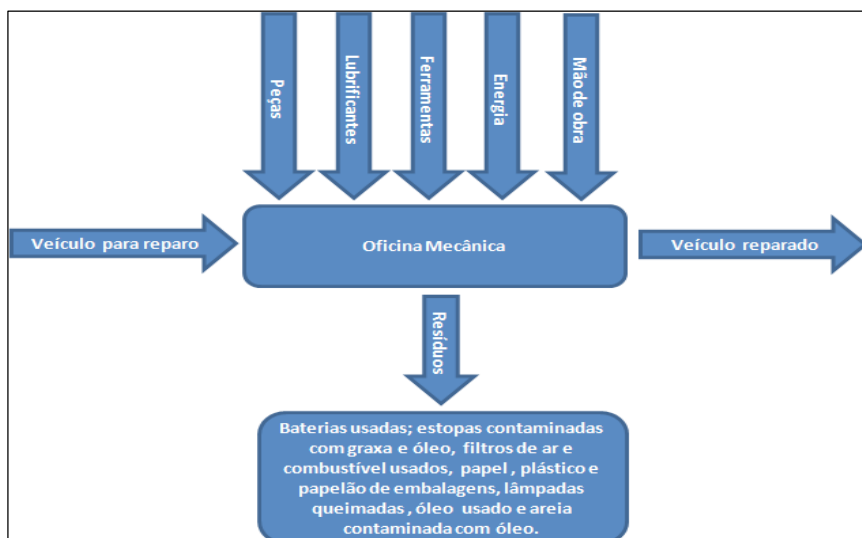 Peças
Lubrificantes
Ferramentas
Energia
Mão de obra
Veículo para reparo
Oficina Mecânica
Veículo reparado
Resíduos
Baterias usadas; estopas contaminadas
com graxa e óleo, filtros de ar e
combustível usados, papel , plástico e
papelão de embalagens, lâmpadas
queimadas , óleo usado e areia
contaminada com óleo.